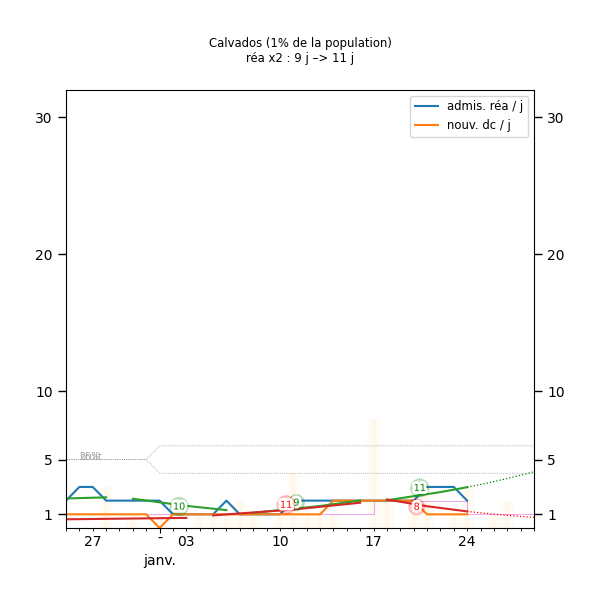 Calvados (1% de la population)
réa x2 : 9 j –> 11 j
admis. réa / j
nouv. dc / j
30 30
20 20
10 10
5 5
1 1
10
11
9
11
8
27 - 03 10 17 24
janv.